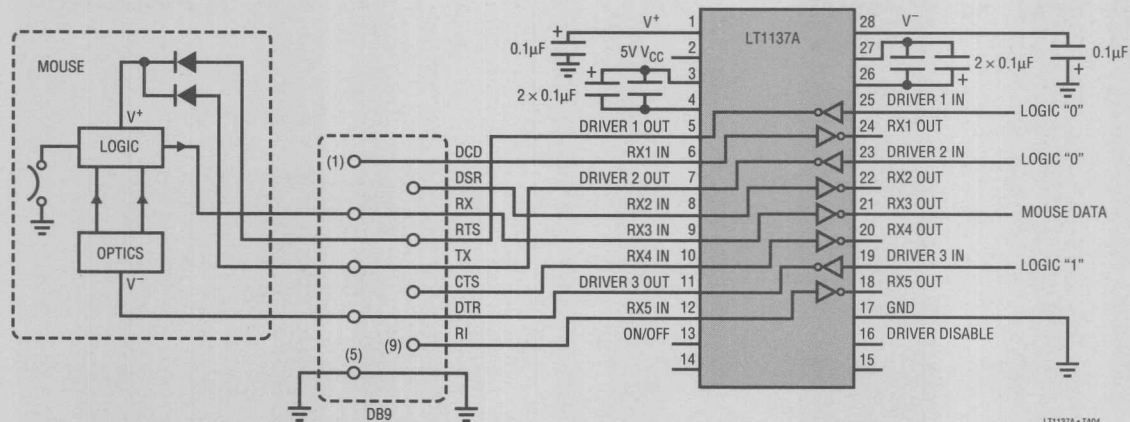 MOUSE
V+
LOGIC
OPTICS
V−
(1)
DCD
DSR
RX
RTS
TX
CTS
DTR
RI
(9)
(5)
DB9
LT1137A
V+
0.1µF
5V VCC
2 × 0.1µF
DRIVER 1 OUT
RX1 IN
DRIVER 2 OUT
RX2 IN
RX3 IN
RX4 IN
DRIVER 3 OUT
RX5 IN
ON/OFF
1
2
3
4
5
6
7
8
9
10
11
12
13
14
28
27
26
25
24
23
22
21
20
19
18
17
16
15
V−
0.1µF
2 × 0.1µF
DRIVER 1 IN
LOGIC “0”
RX1 OUT
DRIVER 2 IN
LOGIC “0”
RX2 OUT
RX3 OUT
MOUSE DATA
RX4 OUT
DRIVER 3 IN
LOGIC “1”
RX5 OUT
GND
DRIVER DISABLE
LT1137A • TA04